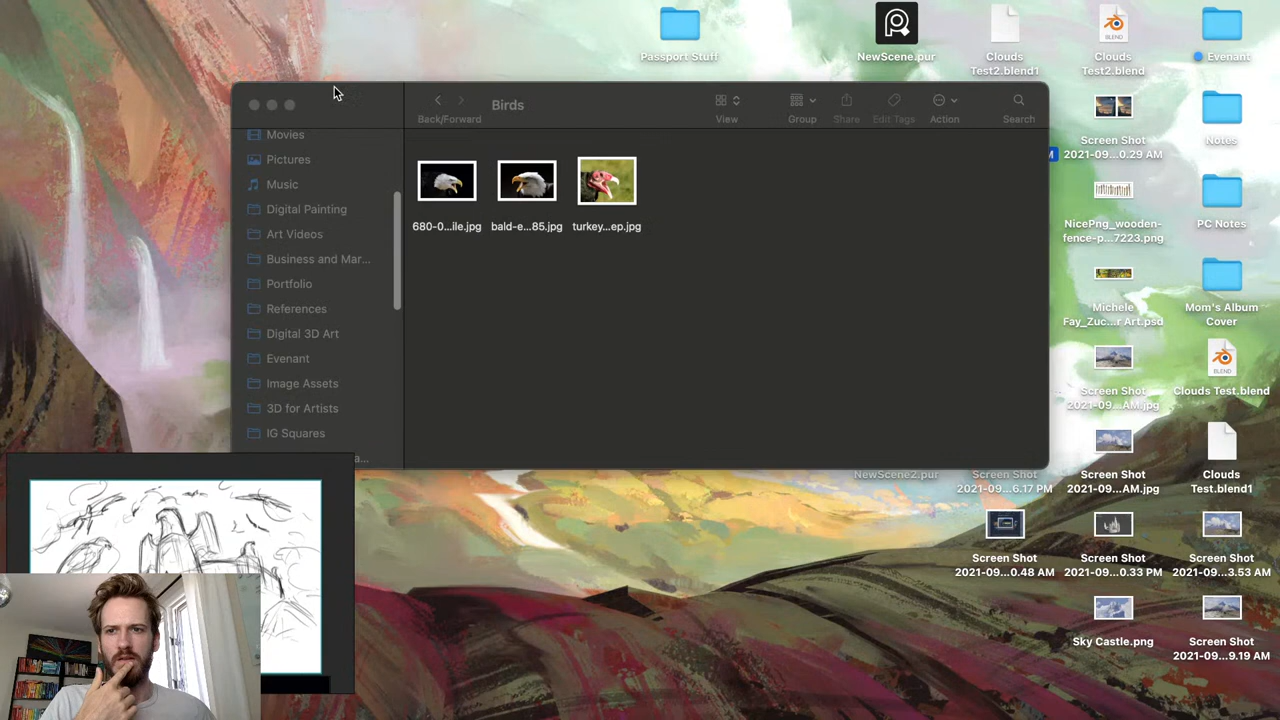 Passport Stuff
NewScene.pur
Clouds
Test2.blend1
Clouds
Test2.blend
Evenant
Birds
Back/Forward
View
Group
Share
Edit Tags
Action
Search
Movies
Pictures
Music
Digital Painting
Art Videos
Business and Mar...
Portfolio
References
Digital 3D Art
Evenant
Image Assets
3D for Artists
IG Squares
a...
680-0...ile.jpg
bald-e...85.jpg
turkey...ep.jpg
BLEND
Screen Shot
2021-09...0.29 AM
M
Notes
NicePng_wooden-
fence-p...7223.png
PC Notes
Michele
Fay_Zuc...r Art.psd
Mom's Album
Cover
Screen Shot
2021-09...AM.jpg
BLEND
Clouds Test.blend
NewScene2.pur
Screen Shot
2021-09...6.17 PM
Screen Shot
2021-09...AM.jpg
Clouds
Test.blend1
Screen Shot
2021-09...0.48 AM
Screen Shot
2021-09...0.33 PM
Screen Shot
2021-09...3.53 AM
Sky Castle.png
Screen Shot
2021-09...9.19 AM